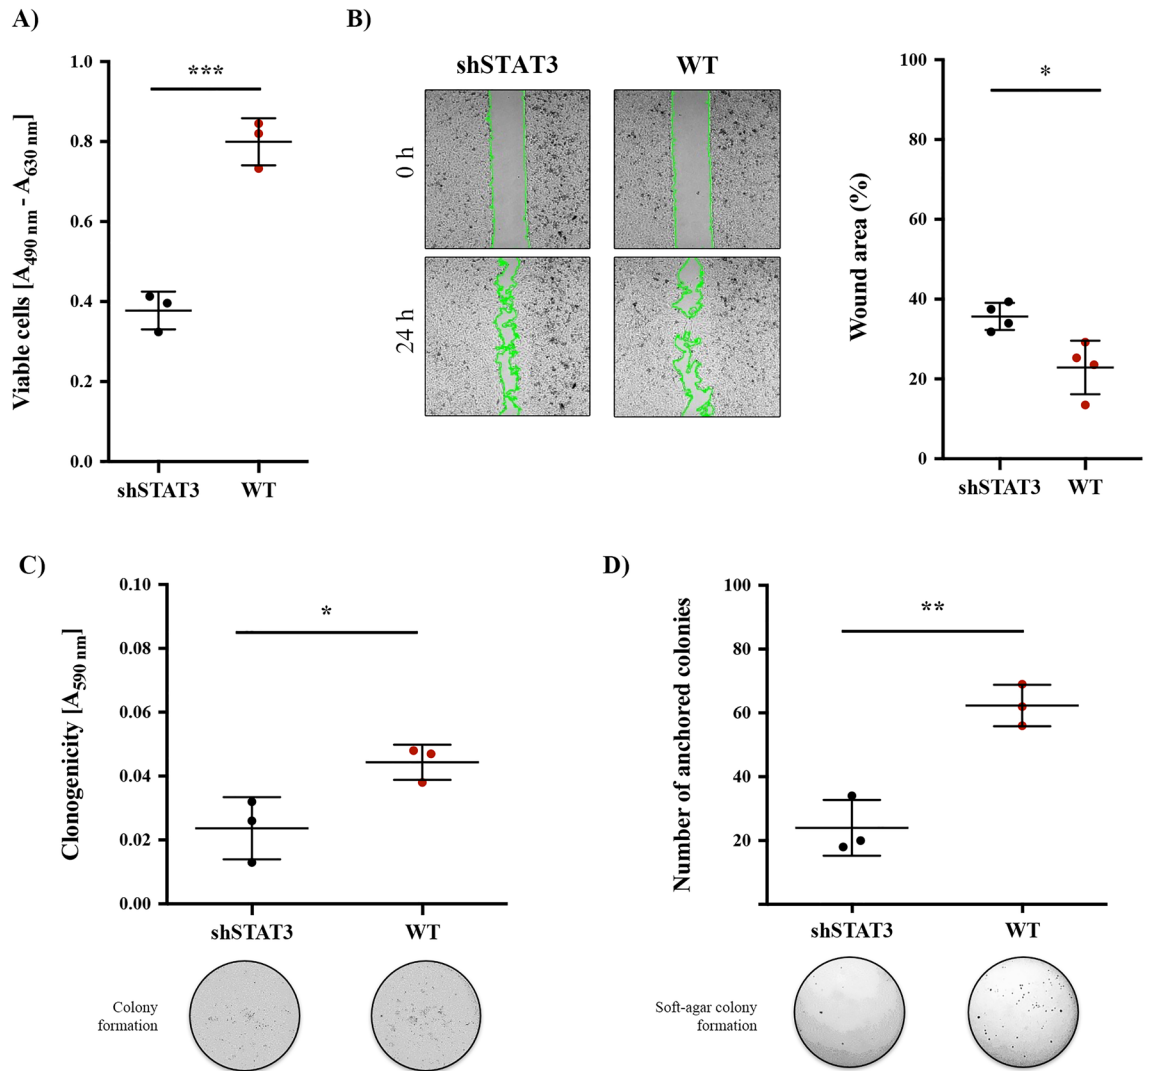 A)
1.0
0.8
0.6
0.4
0.2
0.0
Viable cells [A490 nm - A630 nm]
***
shSTAT3
WT
B)
shSTAT3
WT
0 h
24 h
100
80
60
40
20
0
Wound area (%)
*
shSTAT3
WT
C)
0.10
0.08
0.06
0.04
0.02
0.00
Clonogenicity [A590 nm]
*
shSTAT3
WT
Colony
formation
D)
100
80
60
40
20
Number of anchored colonies
**
shSTAT3
WT
Soft-agar colony
formation